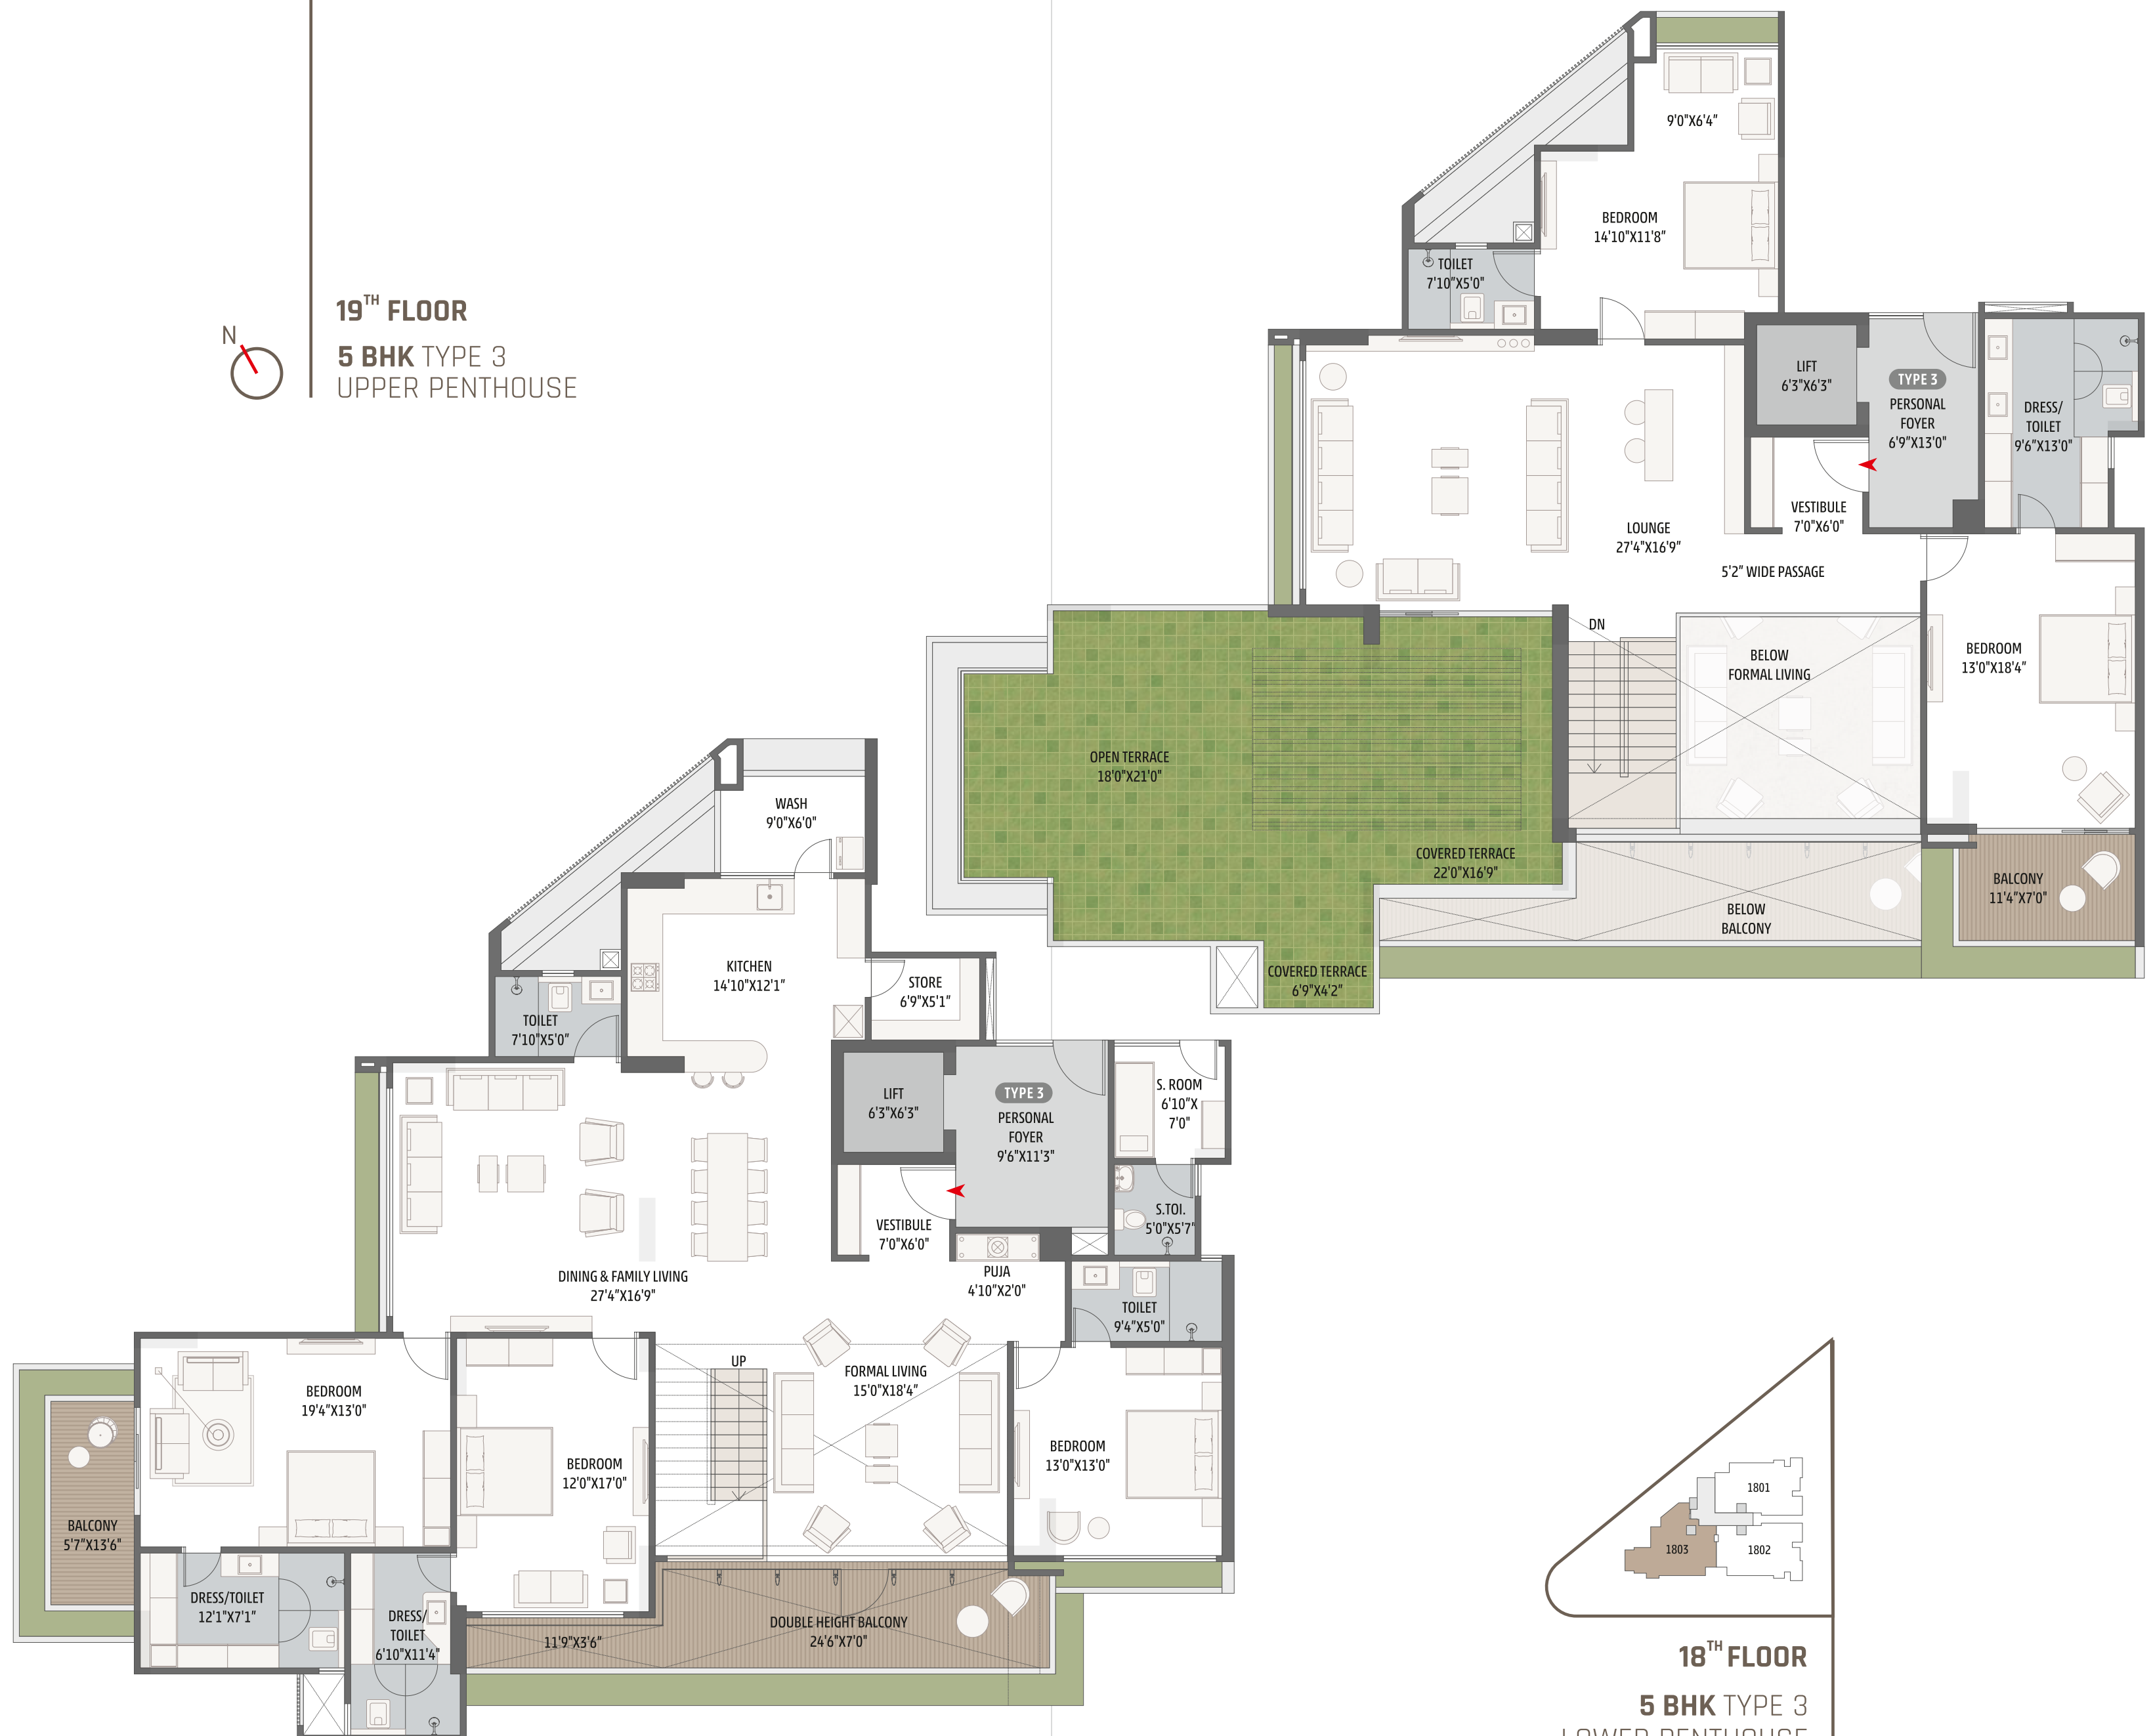 N
19TH FLOOR
5 BHK TYPE 3
UPPER PENTHOUSE
9'0"X6'4"
BEDROOM
14'10"X11'8"
TOILET
7'10"X5'0"
LIFT
6'3"X6'3"
TYPE 3
PERSONAL
FOYER
6'9"X13'0"
DRESS/
TOILET
9'6"X13'0"
VESTIBULE
7'0"X6'0"
LOUNGE
27'4"X16'9"
5'2" WIDE PASSAGE
DN
BELOW
FORMAL LIVING
BEDROOM
13'0"X18'4"
OPEN TERRACE
18'0"X21'0"
COVERED TERRACE
22'0"X16'9"
BALCONY
11'4"X7'0"
BELOW
BALCONY
COVERED TERRACE
6'9"X4'2"
WASH
9'0"X6'0"
KITCHEN
14'10"X12'1"
STORE
6'9"X5'1"
TOILET
7'10"X5'0"
LIFT
6'3"X6'3"
TYPE 3
PERSONAL
FOYER
9'6"X11'3"
S. ROOM
6'10"X
7'0"
S.TOI.
5'0"X5'7"
VESTIBULE
7'0"X6'0"
PUJA
4'10"X2'0"
DINING & FAMILY LIVING
27'4"X16'9"
TOILET
9'4"X5'0"
UP
FORMAL LIVING
15'0"X18'4"
BEDROOM
19'4"X13'0"
BEDROOM
12'0"X17'0"
BEDROOM
13'0"X13'0"
BALCONY
5'7"X13'6"
DRESS/TOILET
12'1"X7'1"
DRESS/
TOILET
6'10"X11'4"
11'9"X3'6"
DOUBLE HEIGHT BALCONY
24'6"X7'0"
1801
1803
1802
18TH FLOOR
5 BHK TYPE 3
LOWER PENTHOUSE